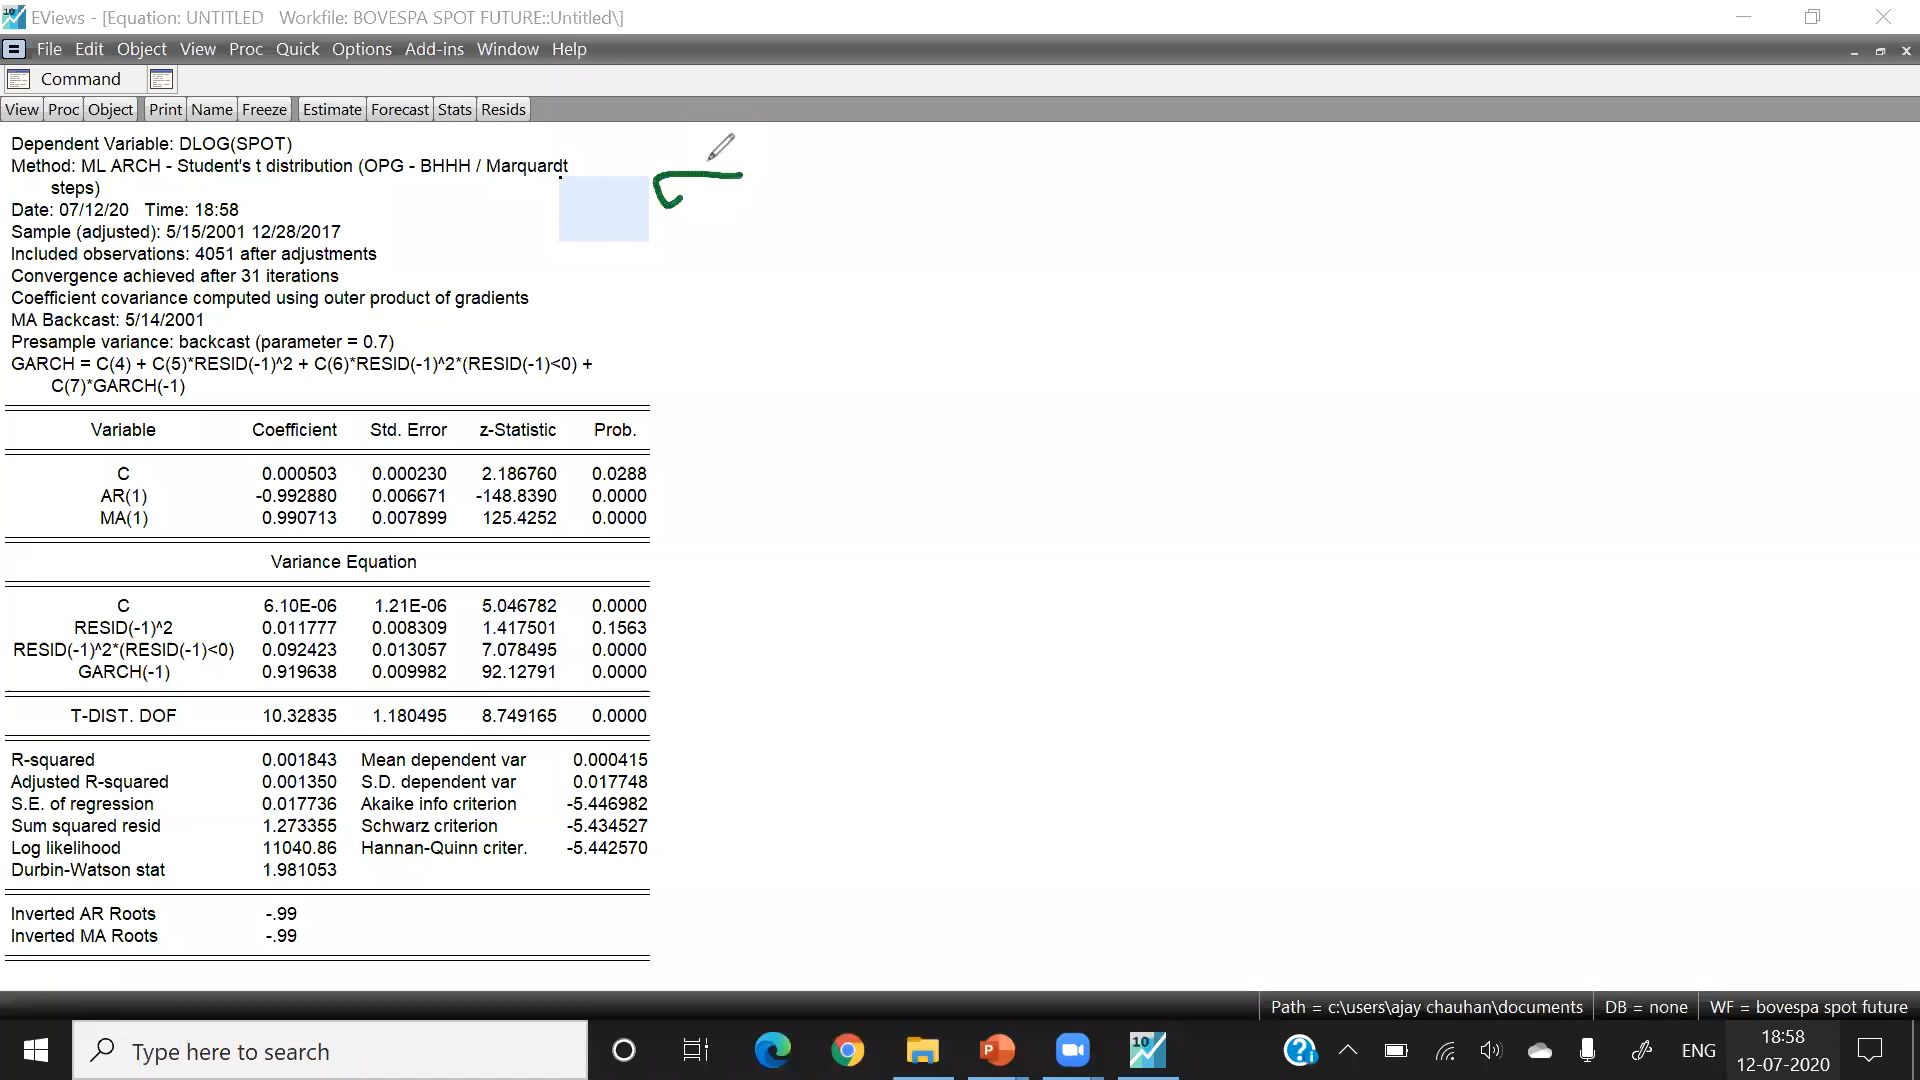 10 EViews - [Equation: UNTITLED Workfile: BOVESPA SPOT FUTURE::Untitled\]
File Edit Object View Proc Quick Options Add-ins Window Help
Command
View Proc Object Print Name Freeze Estimate Forecast Stats Resids
Dependent Variable: DLOG(SPOT)
Method: ML ARCH - Student's t distribution (OPG - BHHH / Marquardt
steps)
Date: 07/12/20 Time: 18:58
Sample (adjusted): 5/15/2001 12/28/2017
Included observations: 4051 after adjustments
Convergence achieved after 31 iterations
Coefficient covariance computed using outer product of gradients
MA Backcast: 5/14/2001
Presample variance: backcast (parameter = 0.7)
GARCH = C(4) + C(5)*RESID(-1)^2 + C(6)*RESID(-1)^2*(RESID(-1)<0) +
C(7)*GARCH(-1)
Variable Coefficient Std. Error z-Statistic Prob.
C 0.000503 0.000230 2.186760 0.0288
AR(1) -0.992880 0.006671 -148.8390 0.0000
MA(1) 0.990713 0.007899 125.4252 0.0000
Variance Equation
C 6.10E-06 1.21E-06 5.046782 0.0000
RESID(-1)^2 0.011777 0.008309 1.417501 0.1563
RESID(-1)^2*(RESID(-1)<0) 0.092423 0.013057 7.078495 0.0000
GARCH(-1) 0.919638 0.009982 92.12791 0.0000
T-DIST. DOF 10.32835 1.180495 8.749165 0.0000
R-squared 0.001843 Mean dependent var 0.000415
Adjusted R-squared 0.001350 S.D. dependent var 0.017748
S.E. of regression 0.017736 Akaike info criterion -5.446982
Sum squared resid 1.273355 Schwarz criterion -5.434527
Log likelihood 11040.86 Hannan-Quinn criter. -5.442570
Durbin-Watson stat 1.981053
Inverted AR Roots -.99
Inverted MA Roots -.99
Path = c:\users\ajay chauhan\documents DB = none WF = bovespa spot future
Type here to search
P
10
ENG
18:58
12-07-2020